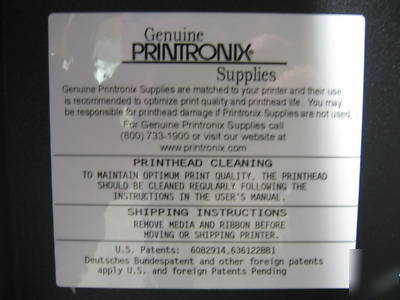 Genuine
PRINTRONIX®
Supplies
Genuine Printronix Supplies are matched to your printer and their use
is recommended to optimize print quality and printhead life. You may
be responsible for printhead damage if Printronix Supplies are not used.
For Genuine Printronix Supplies call
(800) 733-1900 or visit our website at
www.printronix.com
PRINTHEAD CLEANING
TO MAINTAIN OPTIMUM PRINT QUALITY, THE PRINTHEAD
SHOULD BE CLEANED REGULARLY FOLLOWING THE
INSTRUCTIONS IN THE USER'S MANUAL.
SHIPPING INSTRUCTIONS
REMOVE MEDIA AND RIBBON BEFORE
MOVING OR SHIPPING PRINTER.
U.S. Patents: 6082914,6361228B1
Deutsches Bundespatent and other foreign patents
apply U.S. and foreign Patents Pending